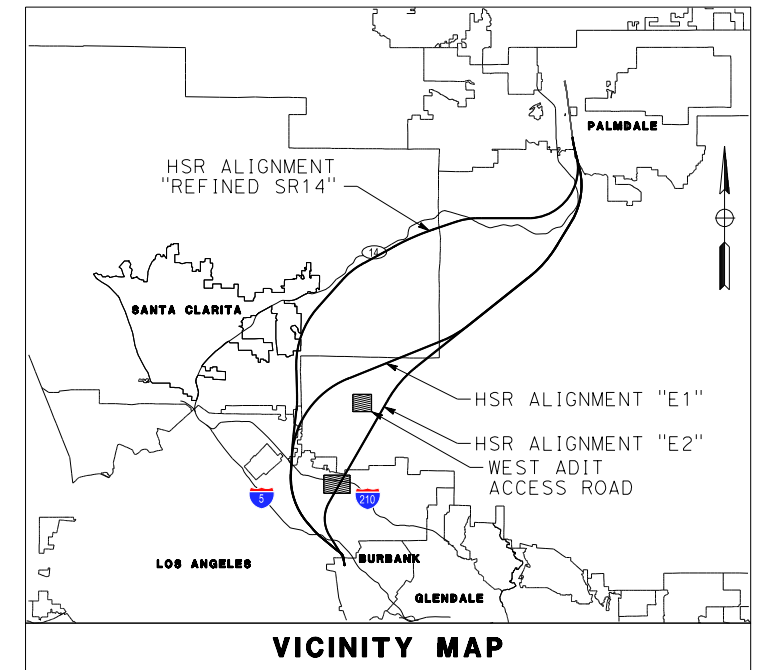 PALMDALE
HSR ALIGNMENT
"REFINED SR14"
14
SANTA CLARITA
HSR ALIGNMENT "E1"
HSR ALIGNMENT "E2"
WEST ADIT
ACCESS ROAD
5
210
LOS ANGELES
BURBANK
GLENDALE
VICINITY MAP